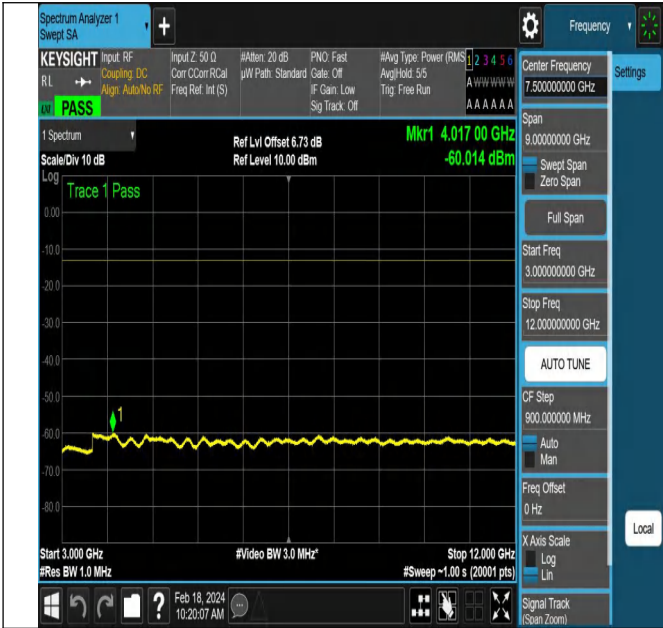 Spectrum Analyzer 1
Swept SA
+
Frequency
KEYSIGHT
RL
LXI PASS
Input: RF
Coupling: DC
Align: Auto/No RF
Input Z: 50 Ω
Corr CCorr RCal
Freq Ref: Int (S)
#Atten: 20 dB
µW Path: Standard
PNO: Fast
Gate: Off
IF Gain: Low
Sig Track: Off
#Avg Type: Power (RMS
Avg|Hold: 5/5
Trig: Free Run
1 2 3 4 5 6
A W W W W W
A A A A A A
1 Spectrum
Scale/Div 10 dB
Ref Lvl Offset 6.73 dB
Ref Level 10.00 dBm
Mkr1 4.017 00 GHz
-60.014 dBm
Log
Trace 1 Pass
0.00
-10.0
-20.0
-30.0
-40.0
-50.0
-60.0
-70.0
-80.0
1
Start 3.000 GHz
#Res BW 1.0 MHz
#Video BW 3.0 MHz*
Stop 12.000 GHz
#Sweep ~1.00 s (20001 pts)
Feb 18, 2024
10:20:07 AM
Center Frequency
7.500000000 GHz
Span
9.00000000 GHz
Swept Span
Zero Span
Full Span
Start Freq
3.000000000 GHz
Stop Freq
12.000000000 GHz
AUTO TUNE
CF Step
900.000000 MHz
Auto
Man
Freq Offset
0 Hz
X Axis Scale
Log
Lin
Signal Track
(Span Zoom)
Settings
Local